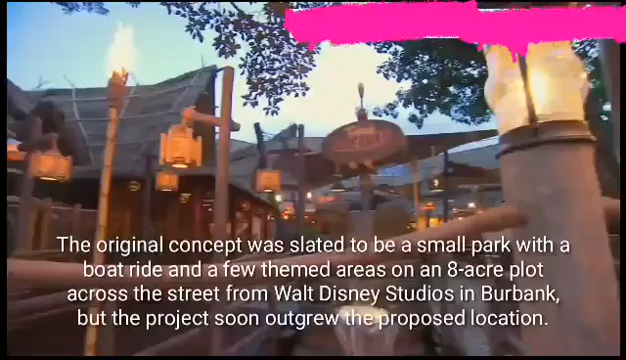 The original concept was slated to be a small park with a
boat ride and a few themed areas on an 8-acre plot
across the street from Walt Disney Studios in Burbank,
but the project soon outgrew the proposed location.